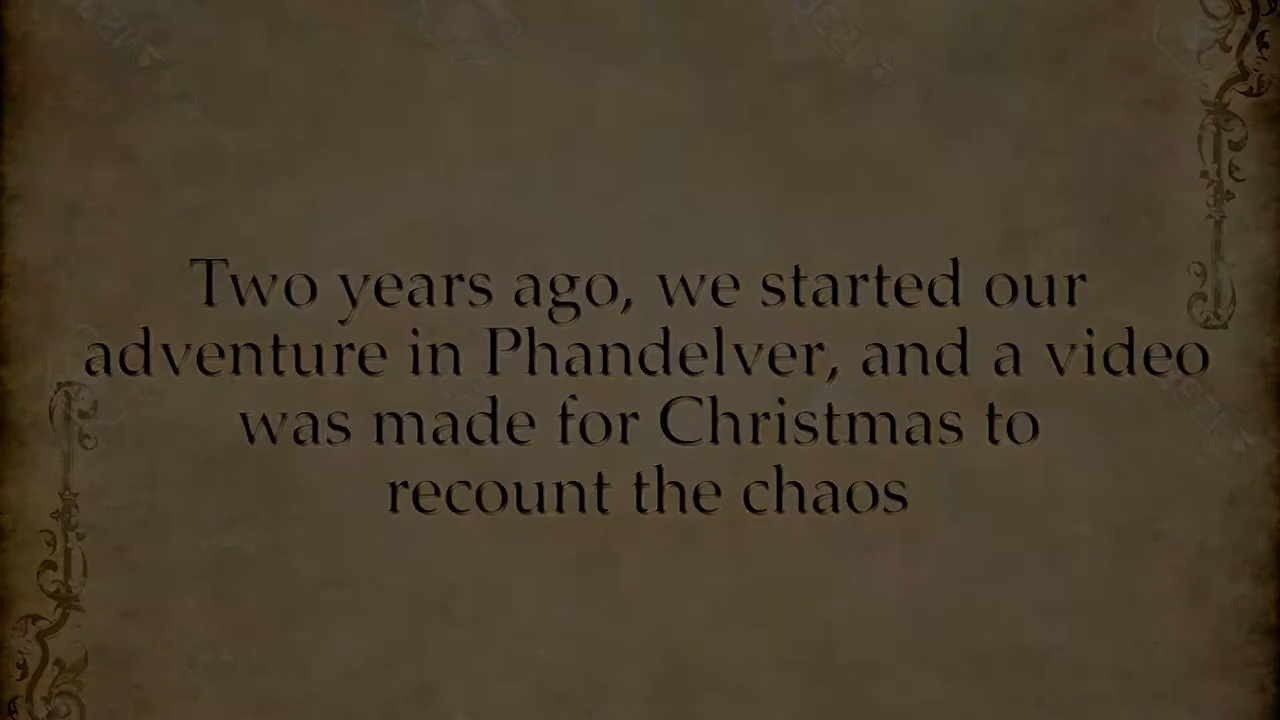 Two years ago, we started our
adventure in Phandelver, and a video
was made for Christmas to
recount the chaos